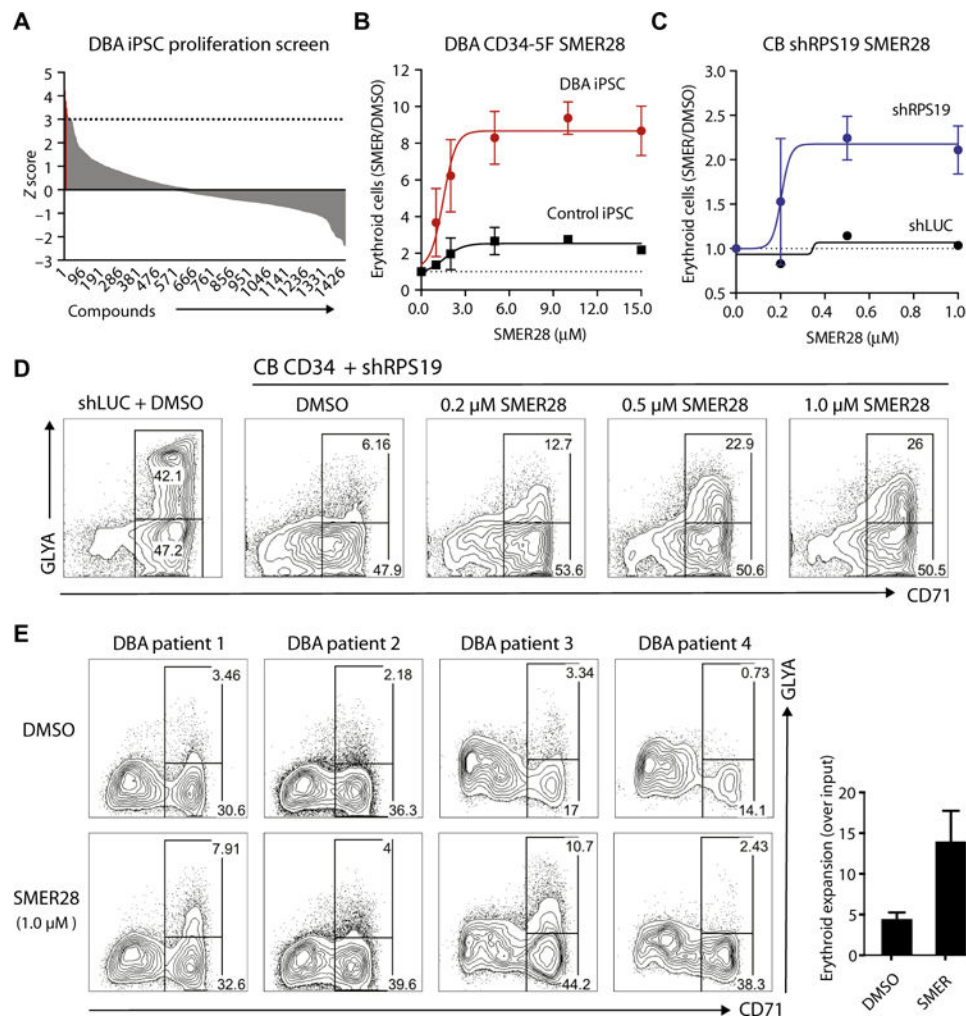 A
DBA iPSC proliferation screen
Z score
5
4
3
2
1
0
−1
−2
−3
1
96
191
286
381
476
571
666
761
856
951
1046
1141
1236
1331
1426
Compounds
B
DBA CD34-5F SMER28
Erythroid cells (SMER/DMSO)
12
10
8
6
4
2
0
DBA iPSC
Control iPSC
0.0 3.0 6.0 9.0 12.0 15.0
SMER28 (μM)
C
CB shRPS19 SMER28
Erythroid cells (SMER/DMSO)
3.0
2.5
2.0
1.5
1.0
0.5
shRPS19
shLUC
0.0 0.2 0.4 0.6 0.8 1.0
SMER28 (μM)
D
CB CD34 + shRPS19
shLUC + DMSO DMSO 0.2 μM SMER28 0.5 μM SMER28 1.0 μM SMER28
GLYA
42.1 6.16 12.7 22.9 26
47.2 47.9 53.6 50.6 50.5
CD71
E
DBA patient 1 DBA patient 2 DBA patient 3 DBA patient 4
DMSO
3.46 2.18 3.34 0.73
30.6 36.3 17 14.1
GLYA
SMER28
(1.0 μM )
7.91 4 10.7 2.43
32.6 39.6 44.2 38.3
CD71
Erythroid expansion (over input)
20
15
10
5
0
DMSO
SMER